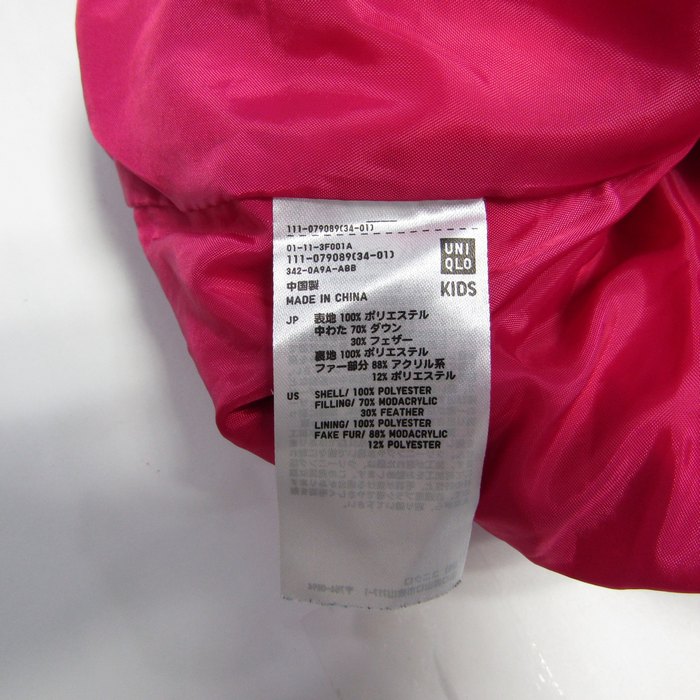 111-079089(34-01)
01-11-3F001A
111-079089(34-01)
342-0A9A-ABB
UNI
QLO
KIDS
中国製
MADE IN CHINA
JP 表地 100% ポリエステル
中わた 70% ダウン
30% フェザー
裏地 100% ポリエステル
ファー部分 88% アクリル系
12% ポリエステル
US SHELL/ 100% POLYESTER
FILLING/ 70% MODACRYLIC
30% FEATHER
LINING/ 100% POLYESTER
FAKE FUR/ 88% MODACRYLIC
12% POLYESTER